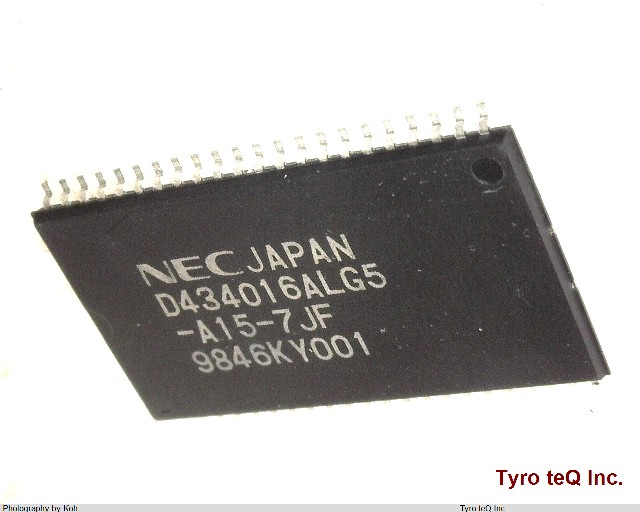 NEC JAPAN
D434016ALG5
-A15-7JF
9846KY001
Tyro teQ Inc.
Photography by Koh
Tyro teQ Inc